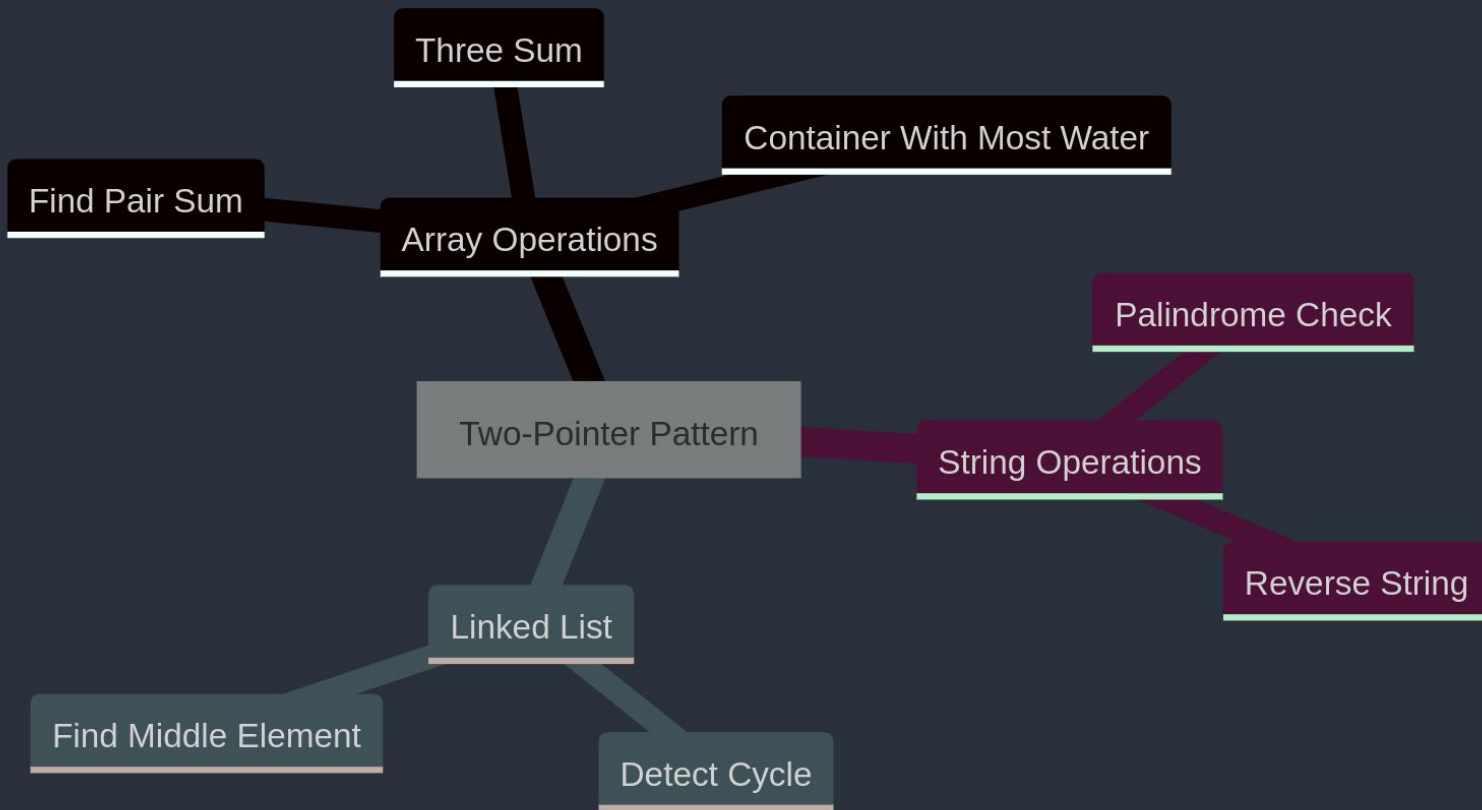 Three Sum
Container With Most Water
Find Pair Sum
Array Operations
Palindrome Check
Two-Pointer Pattern
String Operations
Reverse String
Linked List
Find Middle Element
Detect Cycle